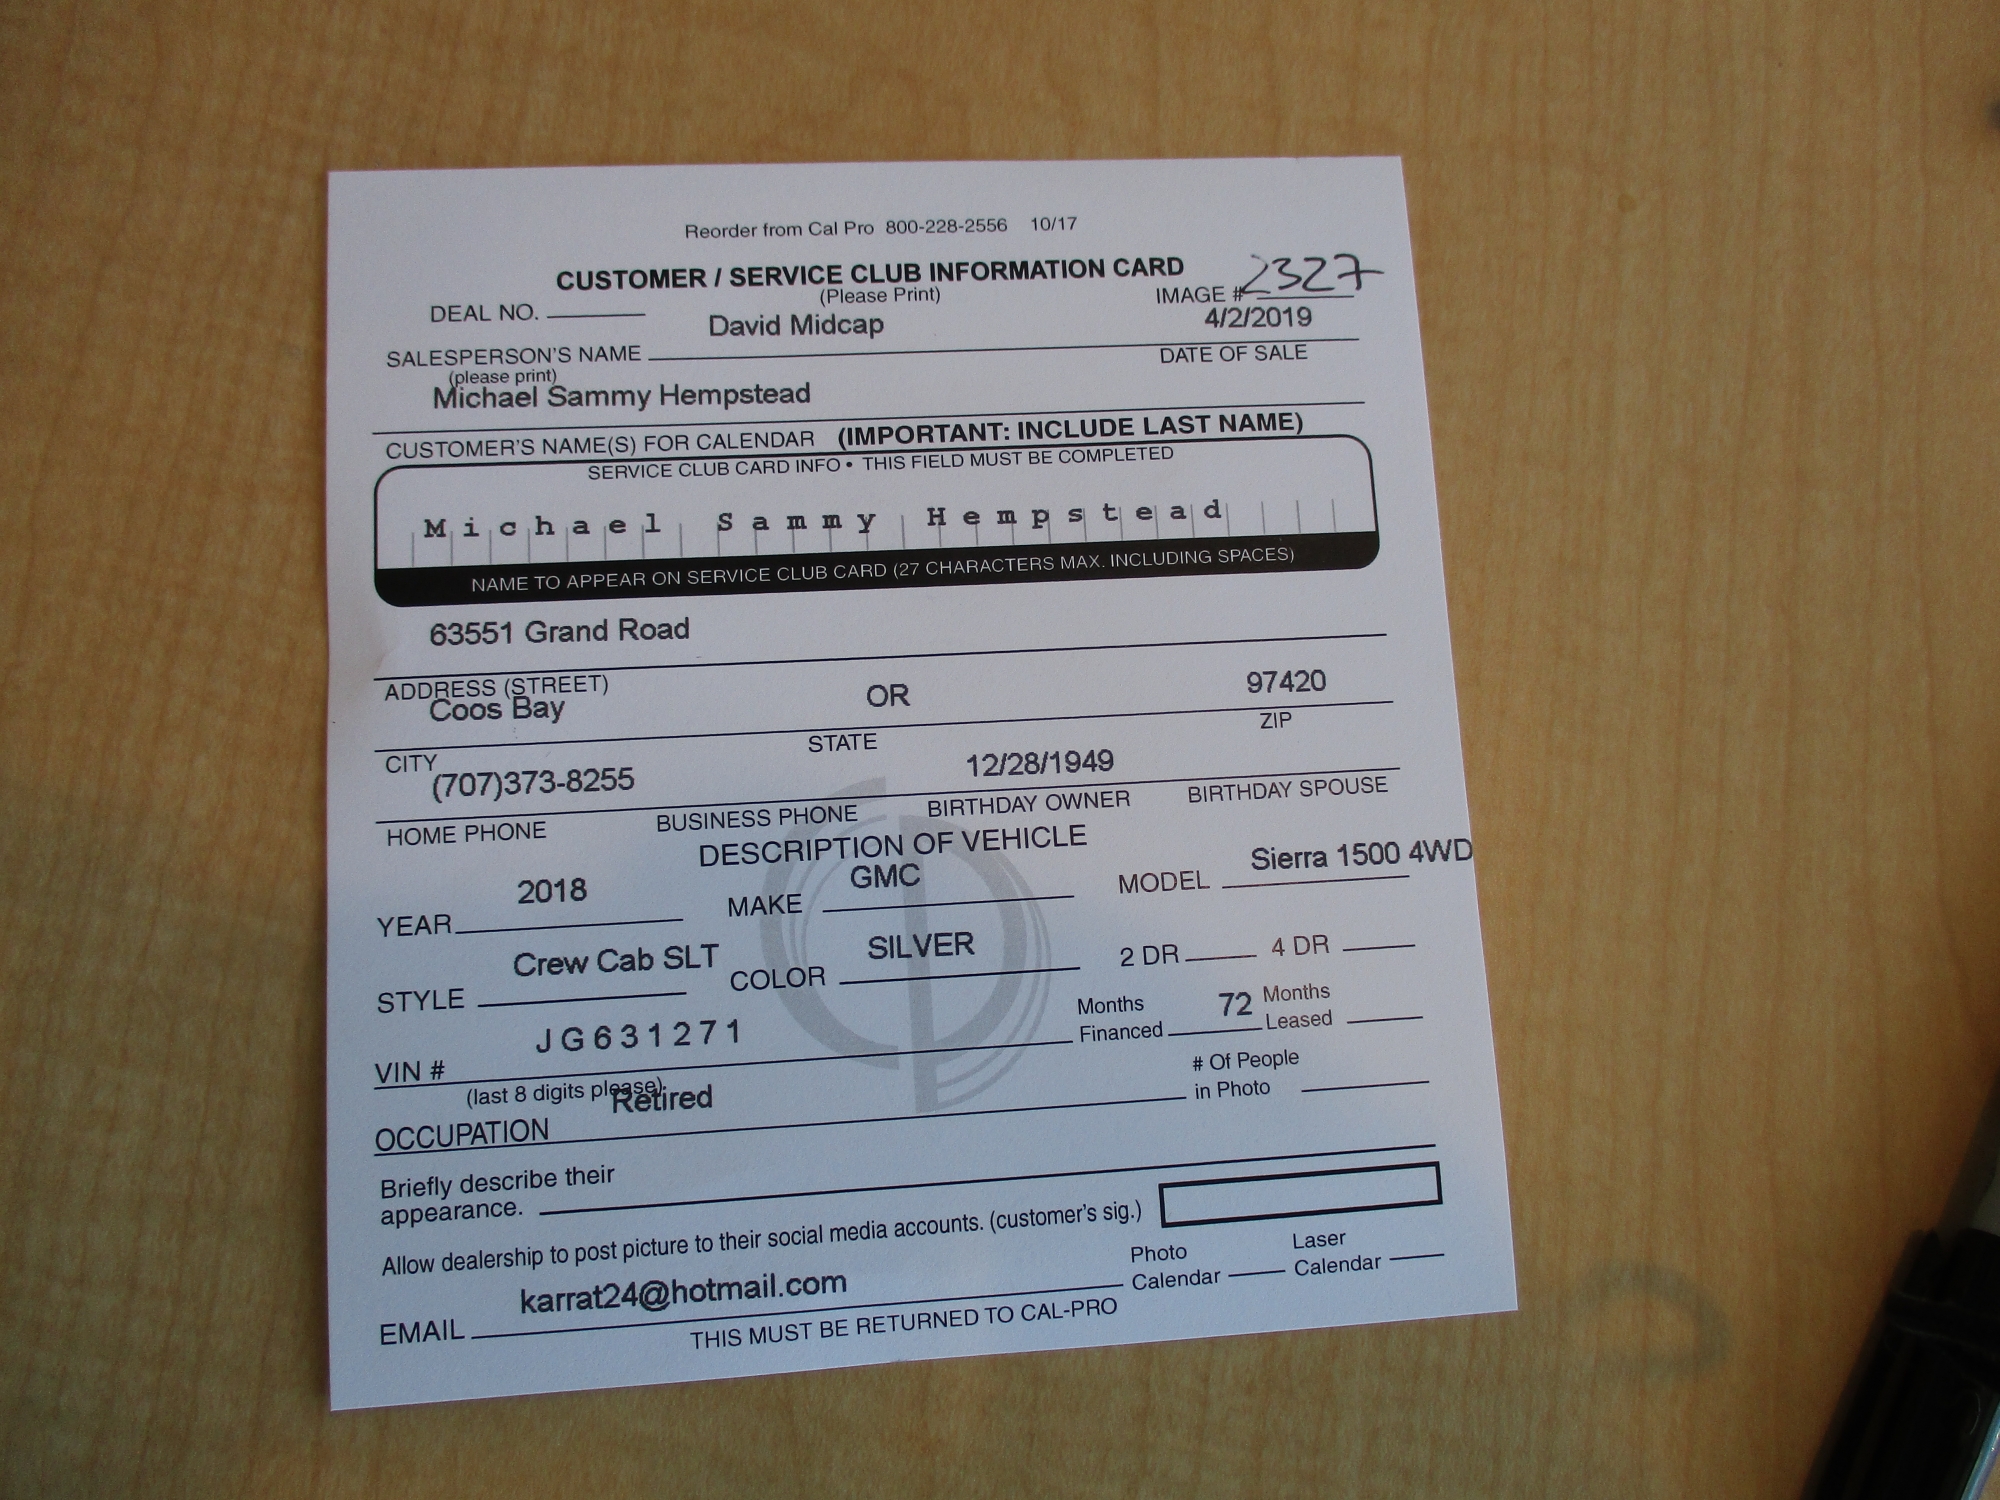 Reorder from Cal Pro 800-228-2556 10/17
CUSTOMER / SERVICE CLUB INFORMATION CARD
(Please Print)
DEAL NO.
IMAGE # 2327
David Midcap
4/2/2019
SALESPERSON'S NAME
DATE OF SALE
(please print)
Michael Sammy Hempstead
CUSTOMER'S NAME(S) FOR CALENDAR (IMPORTANT: INCLUDE LAST NAME)
SERVICE CLUB CARD INFO • THIS FIELD MUST BE COMPLETED
Michael Sammy Hempstead
NAME TO APPEAR ON SERVICE CLUB CARD (27 CHARACTERS MAX. INCLUDING SPACES)
63551 Grand Road
ADDRESS (STREET)
Coos Bay OR 97420
CITY STATE ZIP
(707)373-8255 12/28/1949
HOME PHONE BUSINESS PHONE BIRTHDAY OWNER BIRTHDAY SPOUSE
DESCRIPTION OF VEHICLE
YEAR 2018 MAKE GMC MODEL Sierra 1500 4WD
STYLE Crew Cab SLT COLOR SILVER 2 DR 4 DR
VIN # JG631271 Months Financed 72 Months Leased
(last 8 digits please)
OCCUPATION Retired # Of People in Photo
Briefly describe their
appearance.
Allow dealership to post picture to their social media accounts. (customer's sig.)
EMAIL karrat24@hotmail.com Photo Calendar Laser Calendar
THIS MUST BE RETURNED TO CAL-PRO